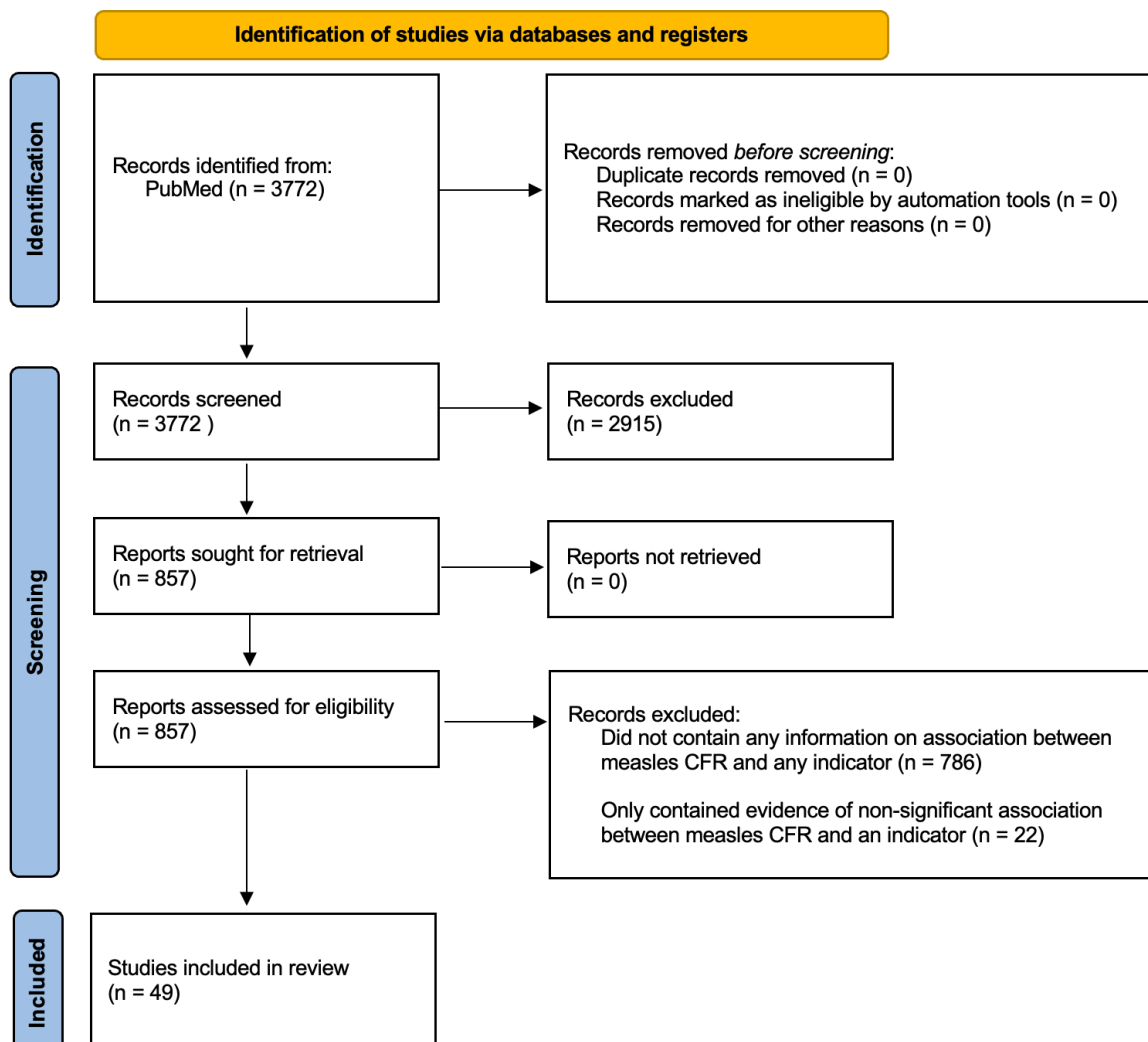 Identification of studies via databases and registers
Identification
Records identified from:
PubMed (n = 3772)
Records removed before screening:
Duplicate records removed (n = 0)
Records marked as ineligible by automation tools (n = 0)
Records removed for other reasons (n = 0)
Screening
Records screened
(n = 3772 )
Records excluded
(n = 2915)
Reports sought for retrieval
(n = 857)
Reports not retrieved
(n = 0)
Reports assessed for eligibility
(n = 857)
Records excluded:
Did not contain any information on association between
measles CFR and any indicator (n = 786)
Only contained evidence of non-significant association
between measles CFR and an indicator (n = 22)
Included
Studies included in review
(n = 49)